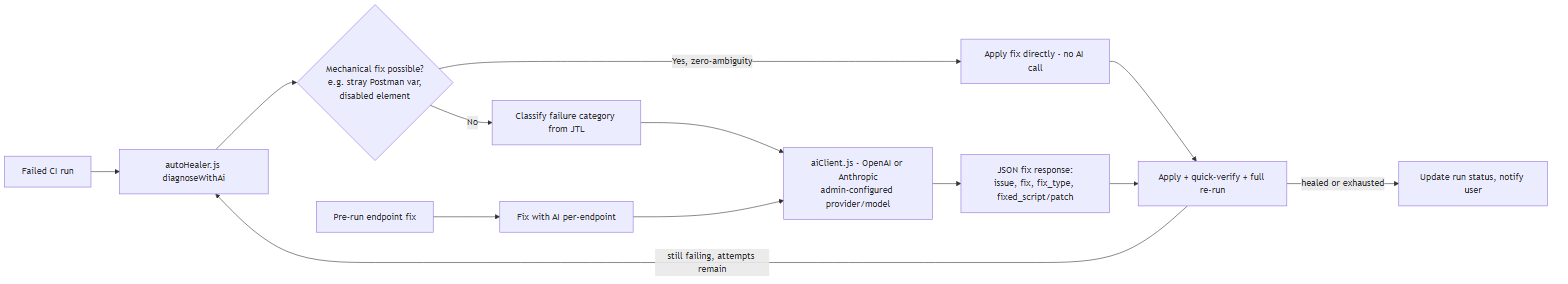 Failed CI run
autoHealer.js
diagnoseWithAi
Mechanical fix possible?
e.g. stray Postman var,
disabled element
Yes, zero-ambiguity
Apply fix directly - no AI
call
No
Classify failure category
from JTL
Pre-run endpoint fix
Fix with AI per-endpoint
aiClient.js - OpenAI or
Anthropic
admin-configured
provider/model
JSON fix response:
issue, fix, fix_type,
fixed_script/patch
Apply + quick-verify + full
re-run
healed or exhausted
Update run status, notify
user
still failing, attempts
remain